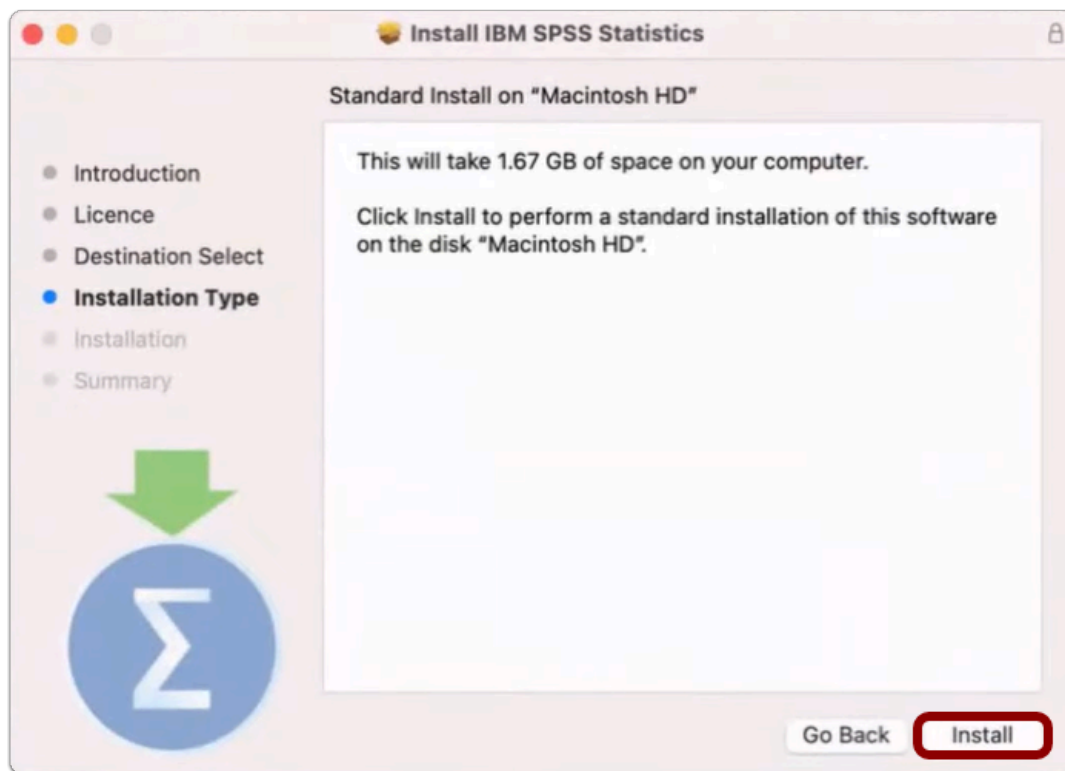 Install IBM SPSS Statistics
Standard Install on “Macintosh HD”
Introduction
Licence
Destination Select
Installation Type
Installation
Summary
This will take 1.67 GB of space on your computer.
Click Install to perform a standard installation of this software
on the disk “Macintosh HD”.
Σ
Go Back
Install